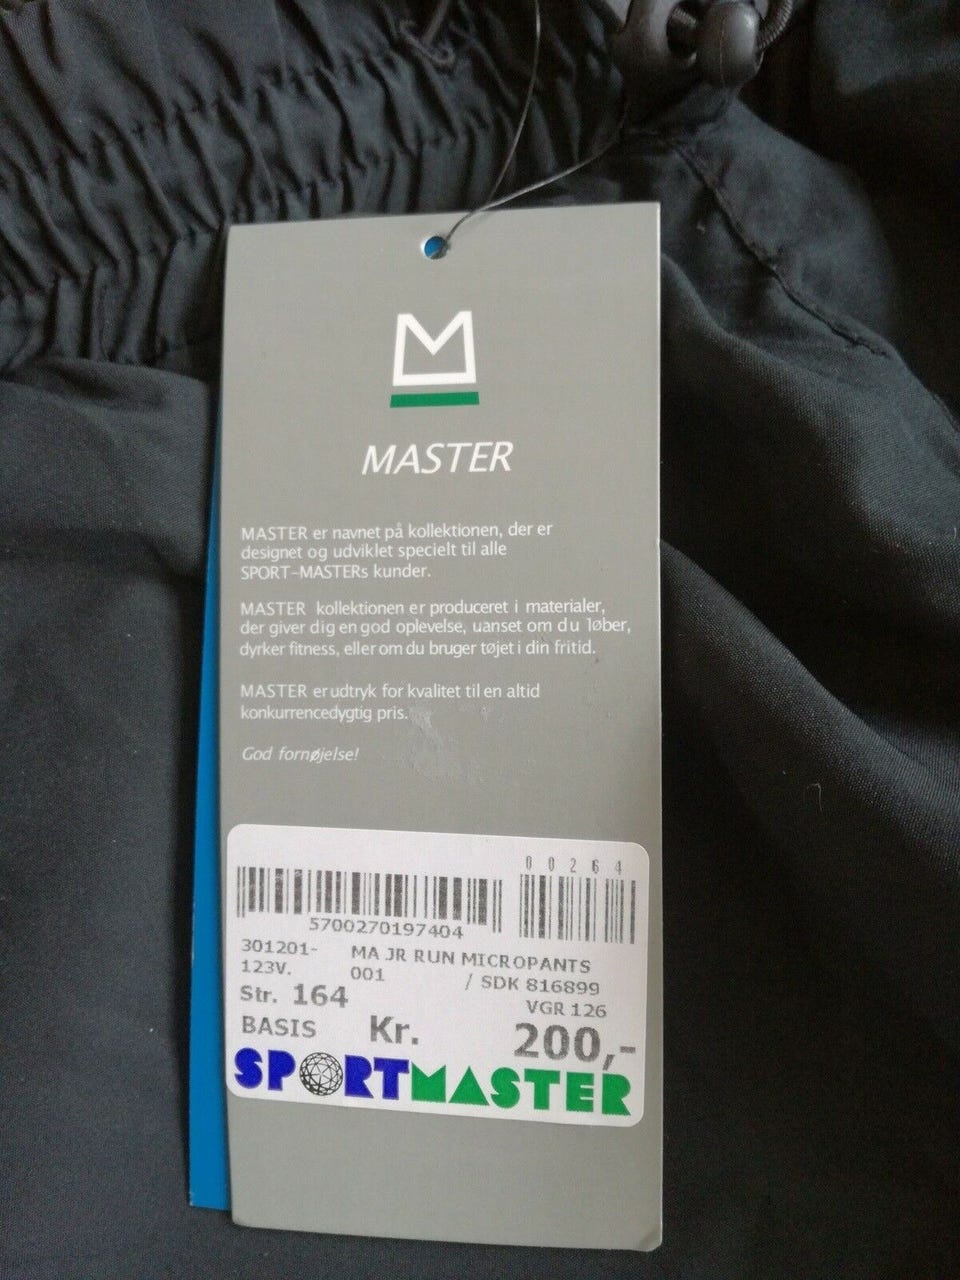 MASTER
MASTER er navnet på kollektionen, der er
designet og udviklet specielt til alle
SPORT-MASTERs kunder.
MASTER kollektionen er produceret i materialer,
der giver dig en god oplevelse, uanset om du løber,
dyrker fitness, eller om du bruger tøjet i din fritid.
MASTER er udtryk for kvalitet til en altid
konkurrencedygtig pris.
God fornøjelse!
00264
5700270197404
301201- MA JR RUN MICROPANTS
123V. 001 / SDK 816899
Str. 164 VGR 126
BASIS Kr. 200,-
SPORTMASTER